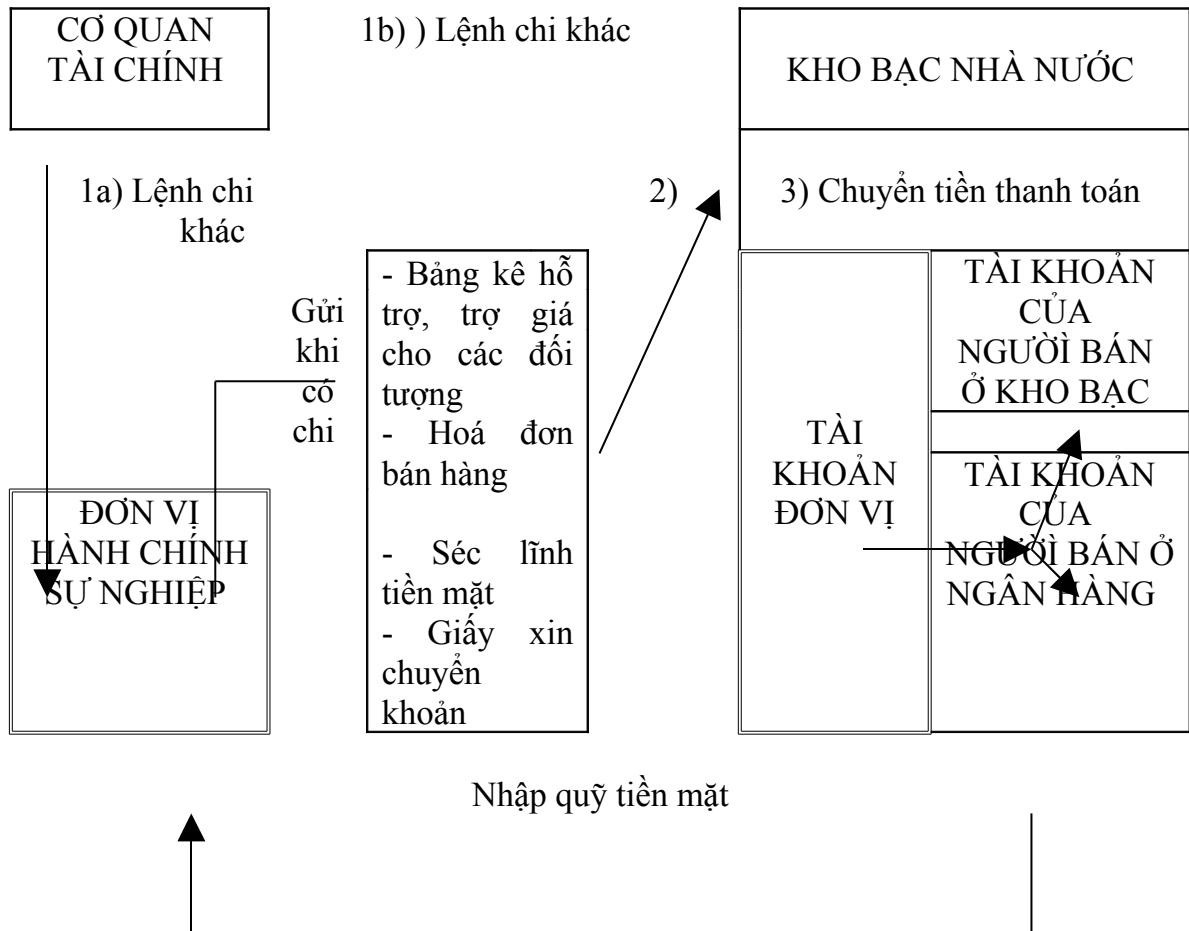 CƠ QUAN
TÀI CHÍNH
1b) ) Lệnh chi khác
KHO BẠC NHÀ NƯỚC
1a) Lệnh chi
khác
2)
3) Chuyển tiền thanh toán
Gửi
khi
có
chi
- Bảng kê hỗ
trợ, trợ giá
cho các đối
tượng
- Hoá đơn
bán hàng
- Séc lĩnh
tiền mặt
- Giấy xin
chuyển
khoản
TÀI
KHOẢN
ĐƠN VỊ
TÀI KHOẢN
CỦA
NGƯỜI BÁN
Ở KHO BẠC
TÀI KHOẢN
CỦA
NGƯỜI BÁN Ở
NGÂN HÀNG
ĐƠN VỊ
HÀNH CHÍNH
SỰ NGHIỆP
Nhập quỹ tiền mặt